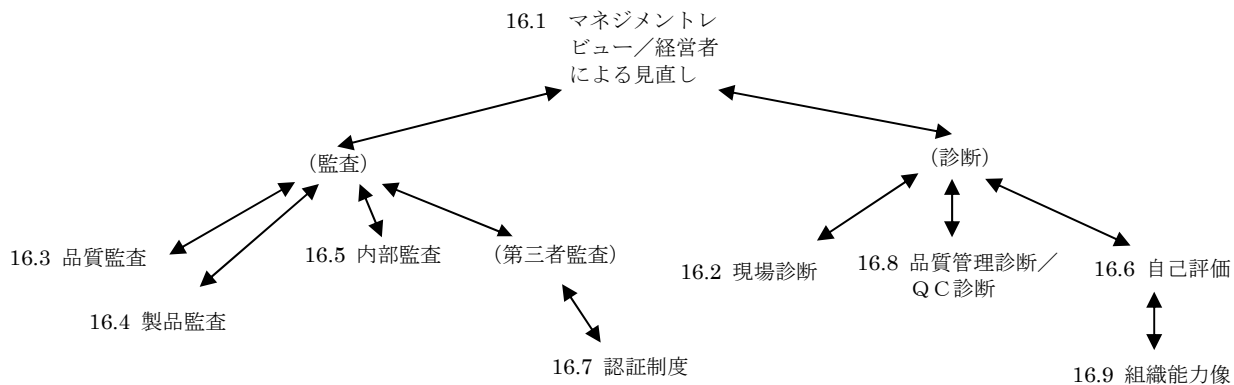 16.1 マネジメントレ
ビュー／経営者
による見直し
（監査）
（診断）
16.3 品質監査
16.5 内部監査
（第三者監査）
16.2 現場診断
16.8 品質管理診断／
ＱＣ診断
16.6 自己評価
16.4 製品監査
16.7 認証制度
16.9 組織能力像